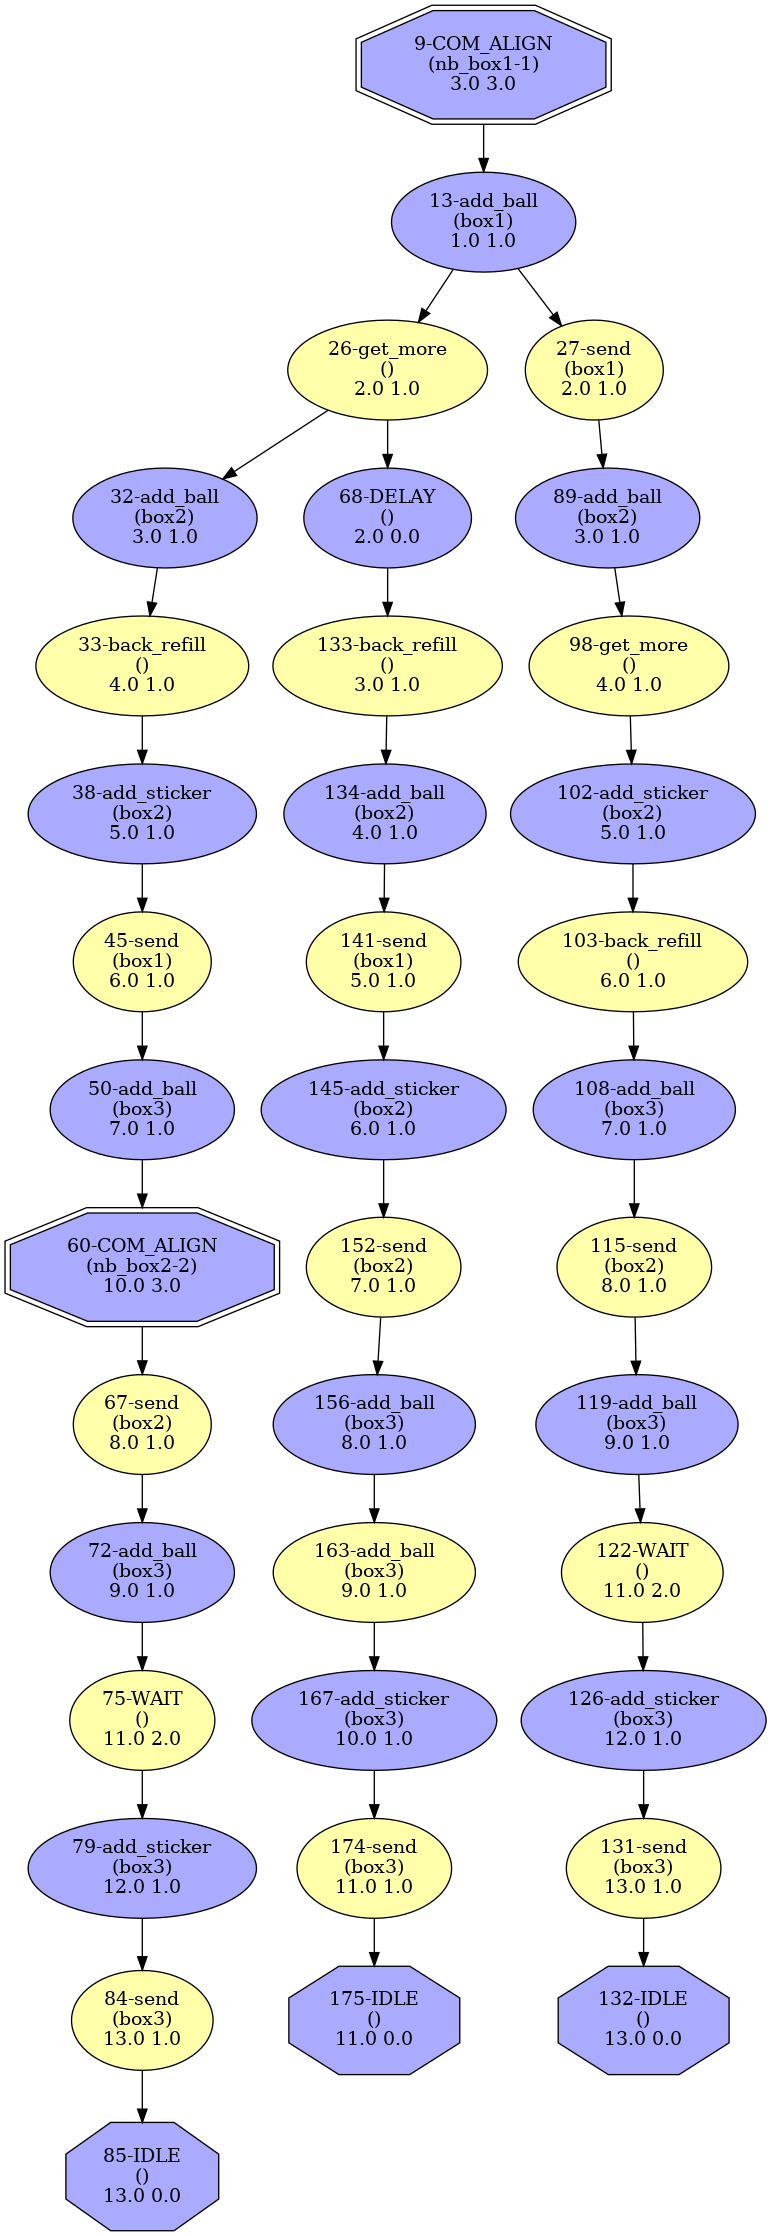 9-COM_ALIGN
(nb_box1-1)
3.0 3.0
13-add_ball
(box1)
1.0 1.0
26-get_more
()
2.0 1.0
27-send
(box1)
2.0 1.0
32-add_ball
(box2)
3.0 1.0
68-DELAY
()
2.0 0.0
89-add_ball
(box2)
3.0 1.0
33-back_refill
()
4.0 1.0
133-back_refill
()
3.0 1.0
98-get_more
()
4.0 1.0
38-add_sticker
(box2)
5.0 1.0
134-add_ball
(box2)
4.0 1.0
102-add_sticker
(box2)
5.0 1.0
45-send
(box1)
6.0 1.0
141-send
(box1)
5.0 1.0
103-back_refill
()
6.0 1.0
50-add_ball
(box3)
7.0 1.0
145-add_sticker
(box2)
6.0 1.0
108-add_ball
(box3)
7.0 1.0
60-COM_ALIGN
(nb_box2-2)
10.0 3.0
152-send
(box2)
7.0 1.0
115-send
(box2)
8.0 1.0
67-send
(box2)
8.0 1.0
156-add_ball
(box3)
8.0 1.0
119-add_ball
(box3)
9.0 1.0
72-add_ball
(box3)
9.0 1.0
163-add_ball
(box3)
9.0 1.0
122-WAIT
()
11.0 2.0
75-WAIT
()
11.0 2.0
167-add_sticker
(box3)
10.0 1.0
126-add_sticker
(box3)
12.0 1.0
79-add_sticker
(box3)
12.0 1.0
174-send
(box3)
11.0 1.0
131-send
(box3)
13.0 1.0
84-send
(box3)
13.0 1.0
175-IDLE
()
11.0 0.0
132-IDLE
()
13.0 0.0
85-IDLE
()
13.0 0.0